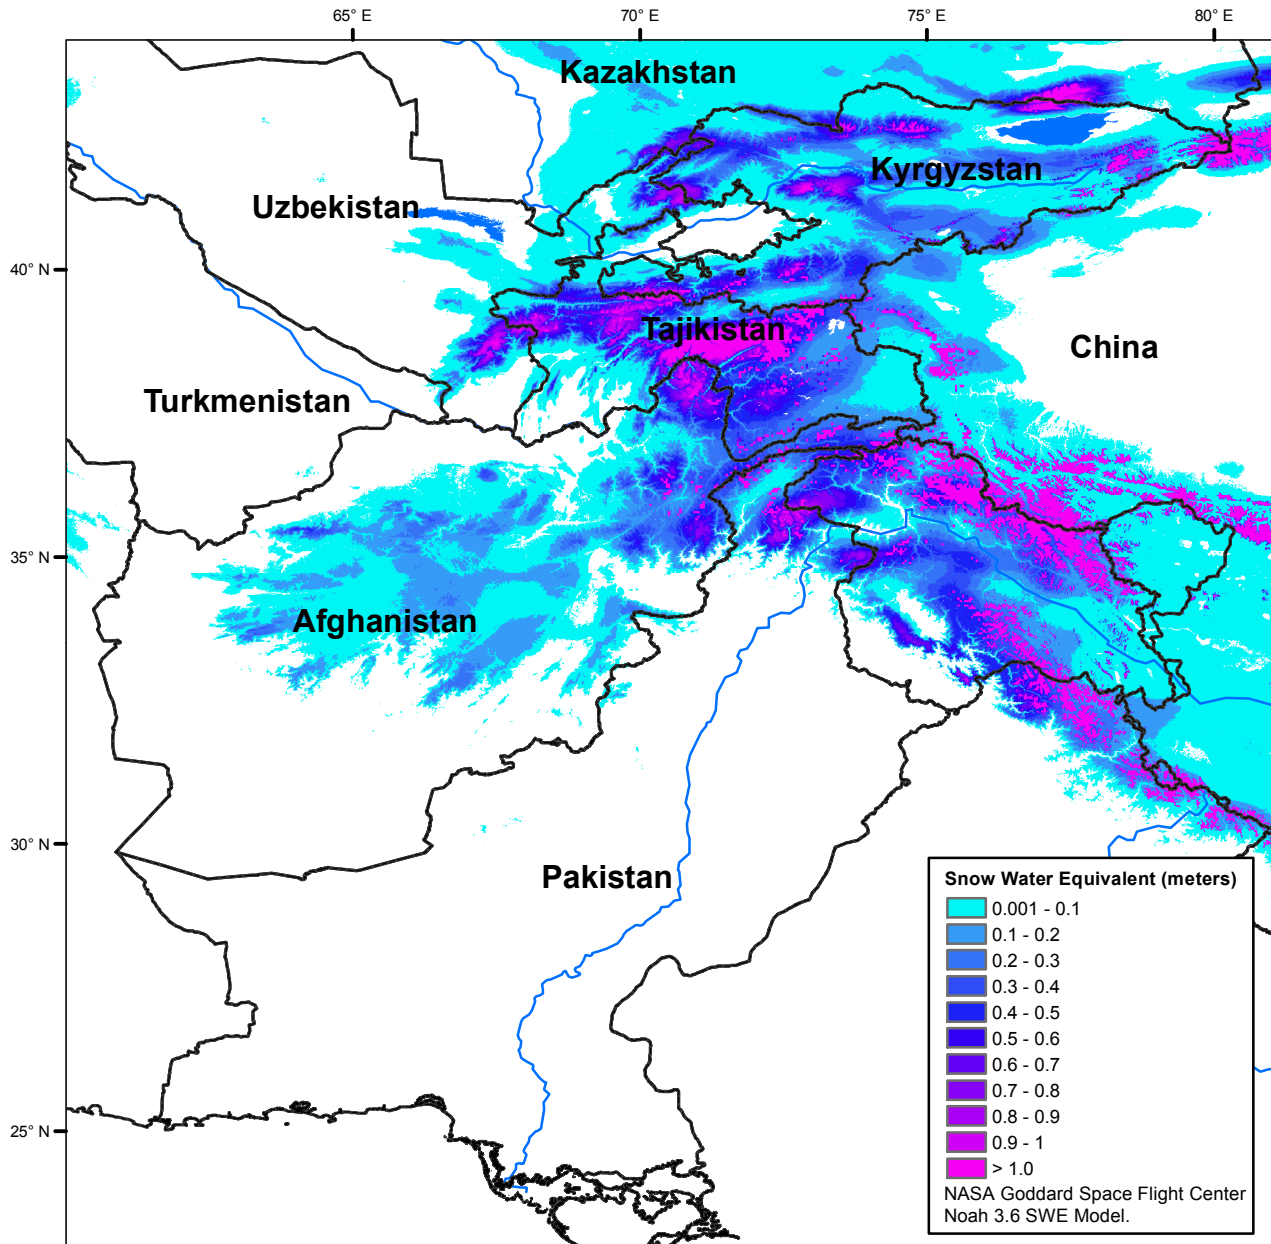 65° E 70° E 75° E 80° E
Kazakhstan
Kyrgyzstan
Uzbekistan
40° N
Tajikistan
China
Turkmenistan
35° N
Afghanistan
30° N
Pakistan
25° N
Snow Water Equivalent (meters)
0.001 - 0.1
0.1 - 0.2
0.2 - 0.3
0.3 - 0.4
0.4 - 0.5
0.5 - 0.6
0.6 - 0.7
0.7 - 0.8
0.8 - 0.9
0.9 - 1
> 1.0
NASA Goddard Space Flight Center
Noah 3.6 SWE Model.